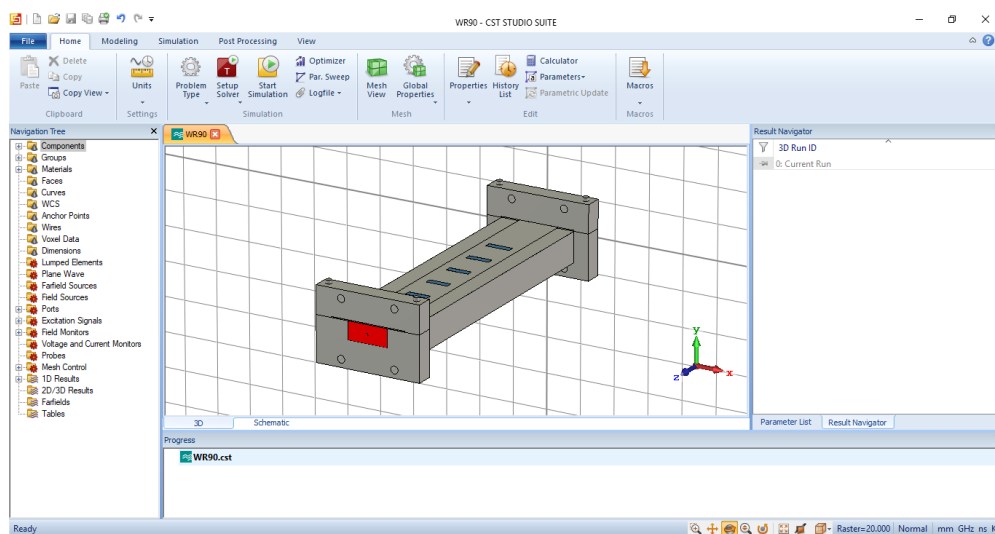 WR90 - CST STUDIO SUITE
File Home Modeling Simulation Post Processing View
Paste
Delete
Copy
Copy View
Clipboard
Units
Settings
Problem Type
Setup Solver
Start Simulation
Optimizer
Par. Sweep
Logfile
Simulation
Mesh View
Global Properties
Mesh
Properties
History List
Calculator
Parameters
Parametric Update
Edit
Macros
Macros
Navigation Tree
Components
Groups
Materials
Faces
Curves
WCS
Anchor Points
Wires
Voxel Data
Dimensions
Lumped Elements
Plane Wave
Farfield Sources
Field Sources
Ports
Excitation Signals
Field Monitors
Voltage and Current Monitors
Probes
Mesh Control
1D Results
2D/3D Results
Farfields
Tables
WR90
y
x
z
3D Schematic
Result Navigator
3D Run ID
0: Current Run
Parameter List Result Navigator
Progress
WR90.cst
Ready
Raster=20.000 Normal mm GHz ns K